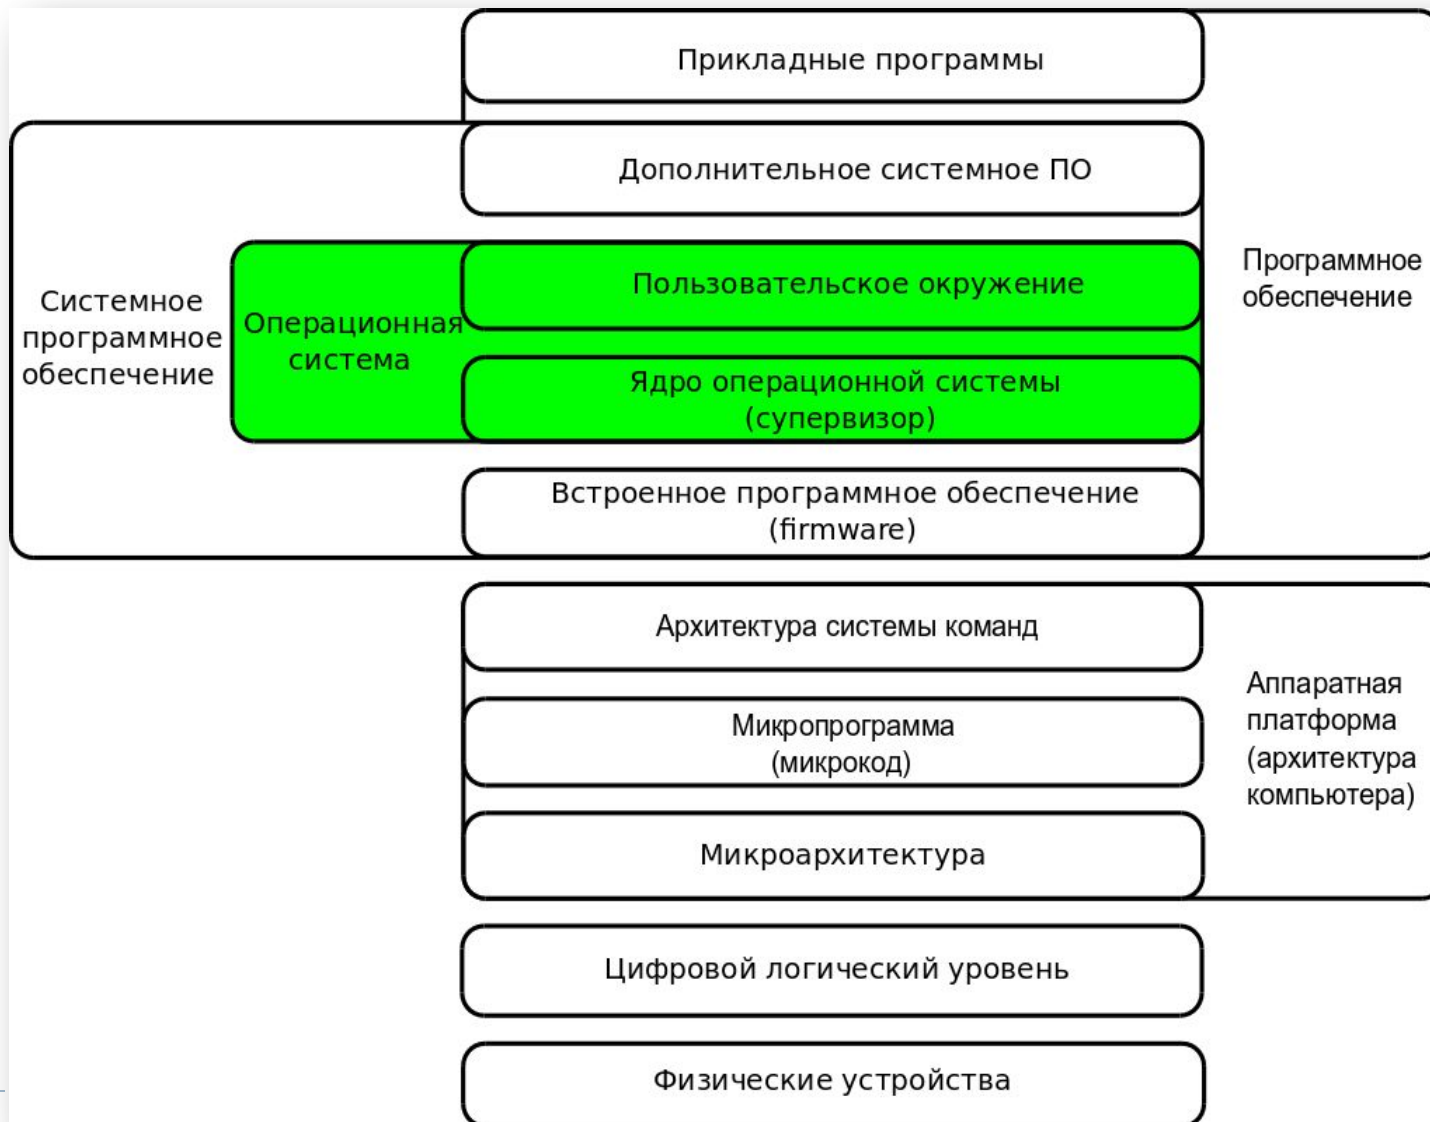 Прикладные программы
Дополнительное системное ПО
Пользовательское окружение
Программное
обеспечение
Системное
программное
обеспечение
Операционная
система
Ядро операционной системы
(супервизор)
Встроенное программное обеспечение
(firmware)
Архитектура системы команд
Аппаратная
платформа
(архитектура
компьютера)
Микропрограмма
(микрокод)
Микроархитектура
Цифровой логический уровень
Физические устройства